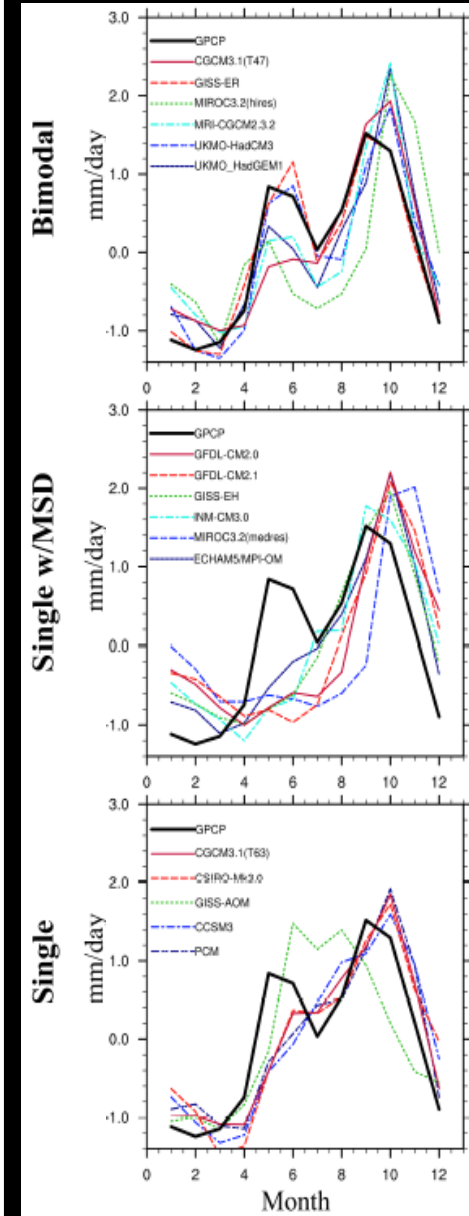 Bimodal
mm/day
3.0
2.0
1.0
0.0
-1.0
GPCP
CGCM3.1(T47)
GISS-ER
MIROC3.2(hires)
MRI-CGCM2.3.2
UKMO-HadCM3
UKMO_HadGEM1
0 2 4 6 8 10 12
Single w/MSD
mm/day
3.0
2.0
1.0
0.0
-1.0
GPCP
GFDL-CM2.0
GFDL-CM2.1
GISS-EH
INM-CM3.0
MIROC3.2(medres)
ECHAM5/MPI-OM
0 2 4 6 8 10 12
Single
mm/day
3.0
2.0
1.0
0.0
-1.0
GPCP
CGCM3.1(T63)
CSIRO-Mk3.0
GISS-AOM
CCSM3
PCM
0 2 4 6 8 10 12
Month